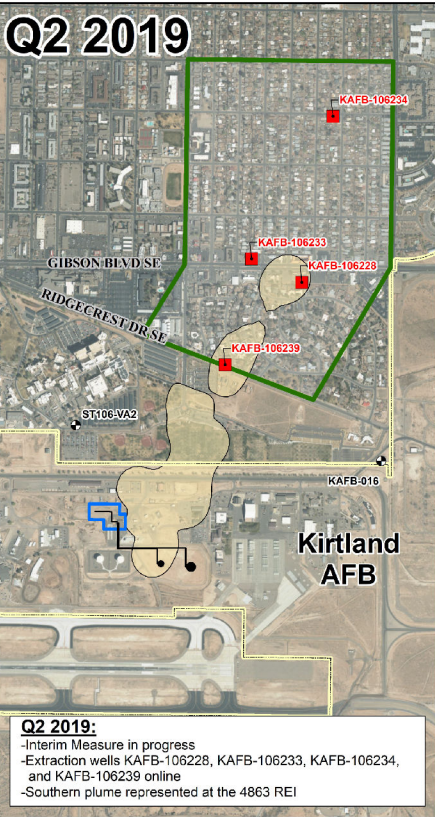 Q2 2019
KAFB-106234
KAFB-106233
GIBSON BLVD SE
KAFB-106228
RIDGECREST DR SE
KAFB-106239
ST106-VA2
KAFB-016
Kirtland
AFB
Q2 2019:
-Interim Measure in progress
-Extraction wells KAFB-106228, KAFB-106233, KAFB-106234,
and KAFB-106239 online
-Southern plume represented at the 4863 REI